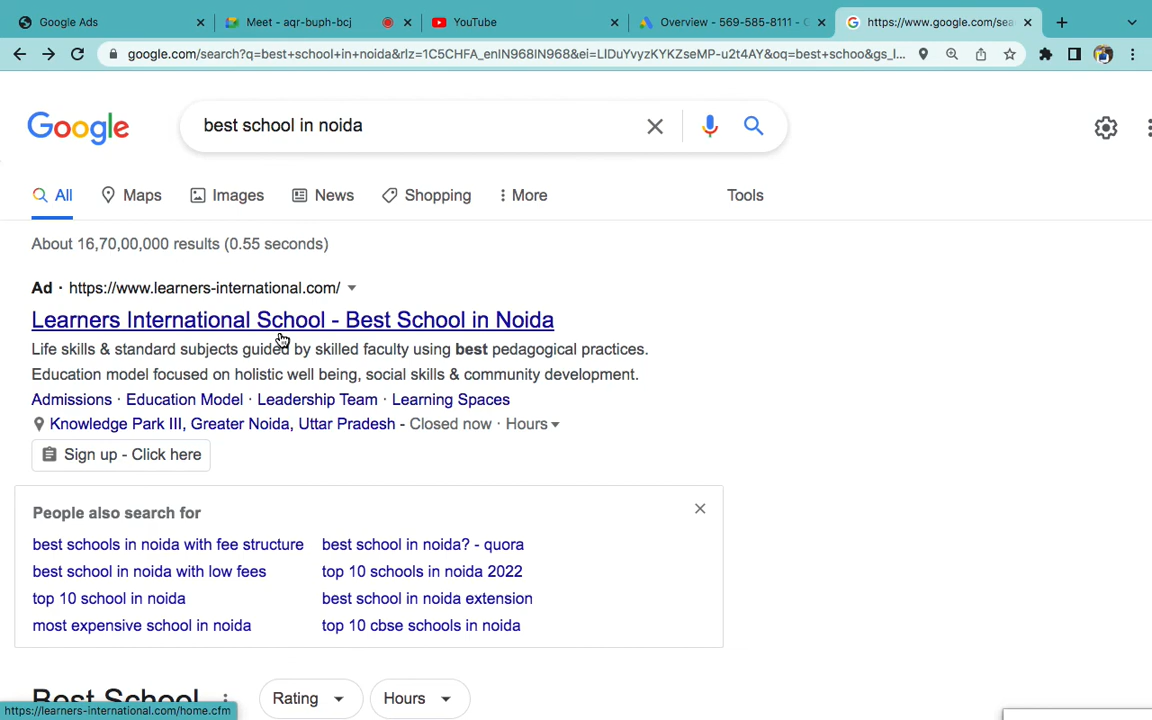 Google Ads
Meet - aqr-buph-bcj
YouTube
Overview - 569-585-8111 -
https://www.google.com/sea
google.com/search?q=best+school+in+noida&rlz=1C5CHFA_enIN968IN968&ei=LIDuYvyzKYKZseMP-u2t4AY&oq=best+schoo&gs_l...
Google
best school in noida
All
Maps
Images
News
Shopping
More
Tools
About 16,70,00,000 results (0.55 seconds)
Ad · https://www.learners-international.com/
Learners International School - Best School in Noida
Life skills & standard subjects guided by skilled faculty using best pedagogical practices.
Education model focused on holistic well being, social skills & community development.
Admissions · Education Model · Leadership Team · Learning Spaces
Knowledge Park III, Greater Noida, Uttar Pradesh - Closed now · Hours
Sign up - Click here
People also search for
best schools in noida with fee structure
best school in noida? - quora
best school in noida with low fees
top 10 schools in noida 2022
top 10 school in noida
best school in noida extension
most expensive school in noida
top 10 cbse schools in noida
Best School
Rating
Hours
https://learners-international.com/home.cfm